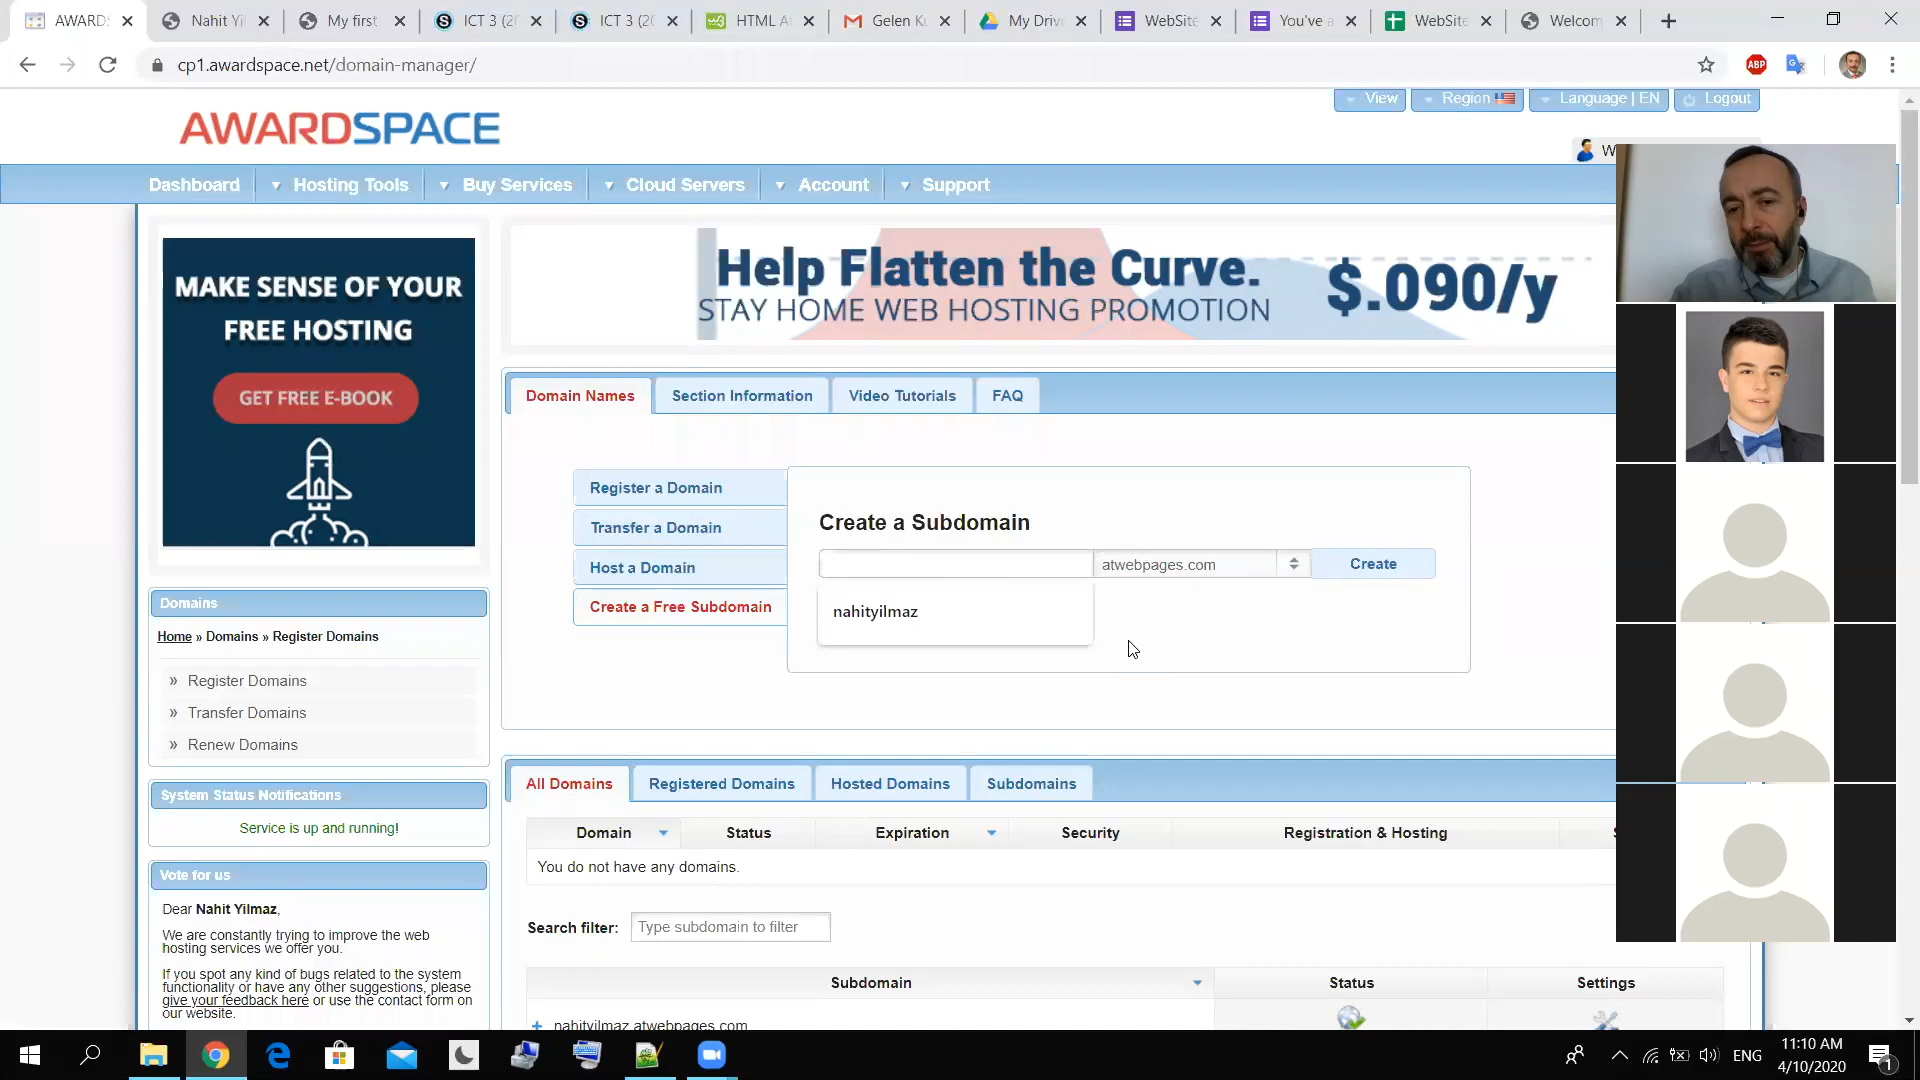 AWARDS
Nahit Yi
My first
ICT 3 (20
ICT 3 (20
HTML A
Gelen Ku
My Driv
WebSite
You've a
WebSite
Welcom
cp1.awardspace.net/domain-manager/
ABP
View
Region
Language | EN
Logout
AWARDSPACE
W
Dashboard
Hosting Tools
Buy Services
Cloud Servers
Account
Support
MAKE SENSE OF YOUR
FREE HOSTING
GET FREE E-BOOK
Help Flatten the Curve.
STAY HOME WEB HOSTING PROMOTION
$.090/y
Domain Names
Section Information
Video Tutorials
FAQ
Register a Domain
Transfer a Domain
Host a Domain
Create a Free Subdomain
Create a Subdomain
atwebpages.com
Create
nahityilmaz
Domains
Home » Domains » Register Domains
» Register Domains
» Transfer Domains
» Renew Domains
System Status Notifications
Service is up and running!
Vote for us
Dear Nahit Yilmaz,
We are constantly trying to improve the web
hosting services we offer you.
If you spot any kind of bugs related to the system
functionality or have any other suggestions, please
give your feedback here or use the contact form on
our website.
All Domains
Registered Domains
Hosted Domains
Subdomains
Domain
Status
Expiration
Security
Registration & Hosting
You do not have any domains.
Search filter:
Type subdomain to filter
Subdomain
Status
Settings
+ nahityilmaz.atwebpages.com
ENG
11:10 AM
4/10/2020
1